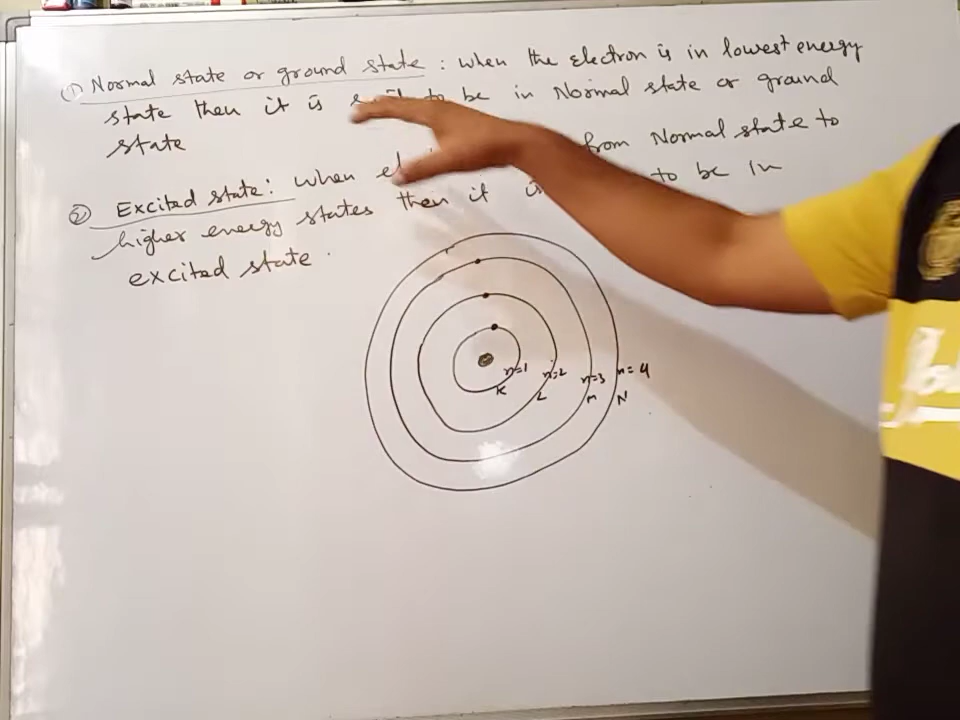 ① Normal state or ground state : when the electron is in lowest energy
state then it is to be in Normal state or ground
state
② Excited state : when from Normal state to
higher energy states then it to be in
excited state .
n=1 n=2 n=3 n=4
K L M N